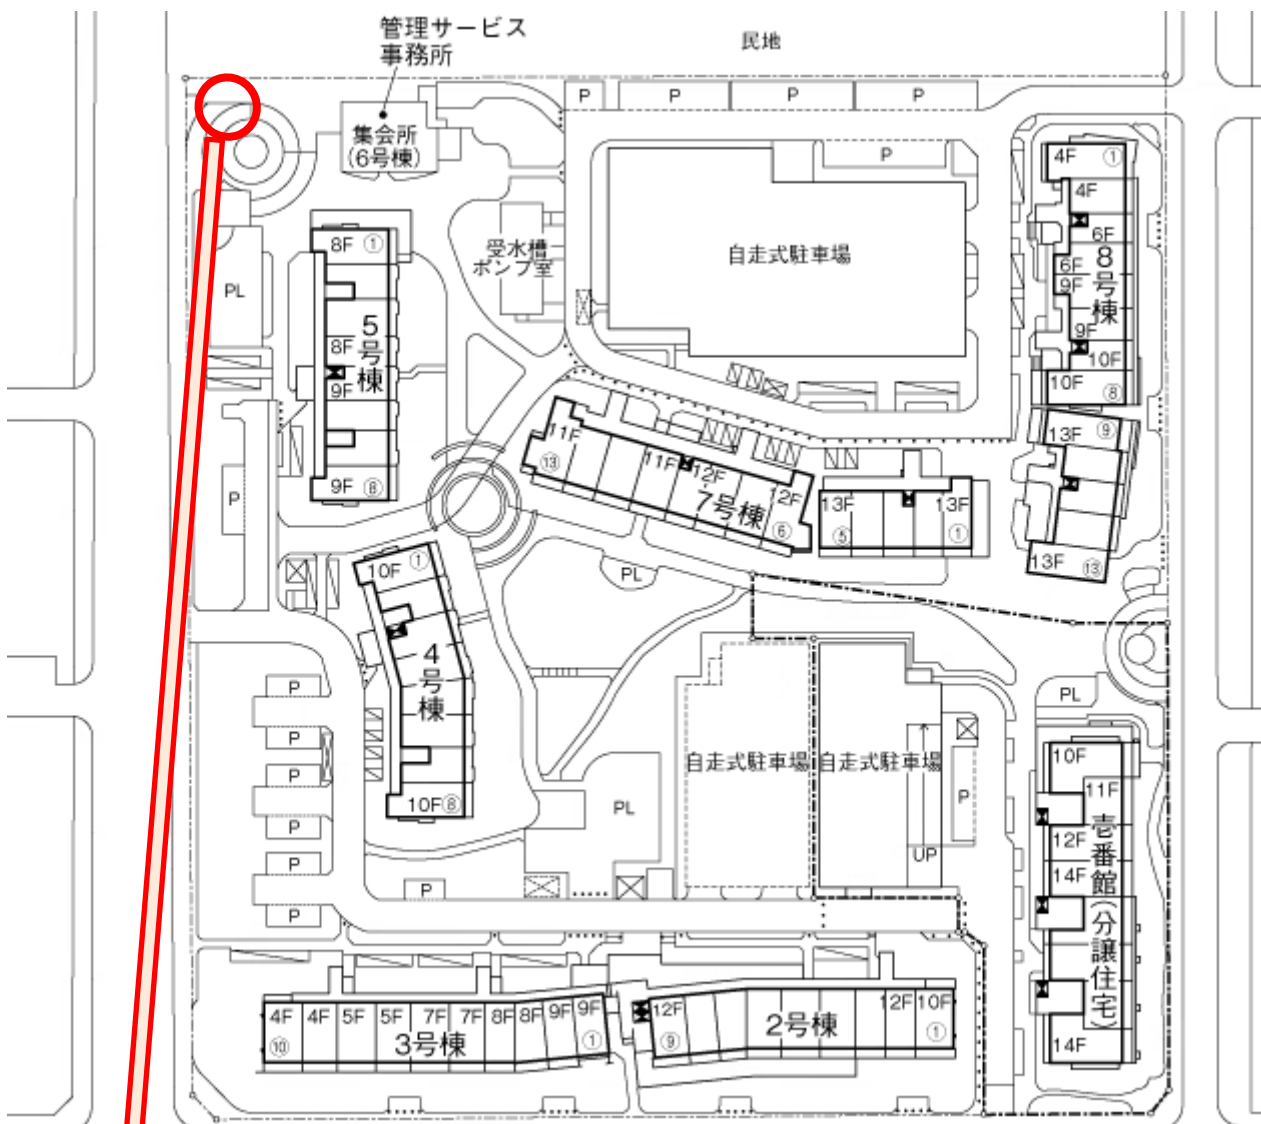 管理サービス
事務所
民地
P
P
P
P
集会所
(6号棟)
P
4F ①
4F
6F
8号棟
6F
9F
9F
10F
10F ⑧
8F ①
受水槽
ポンプ室
自走式駐車場
PL
5号棟
8F
9F
9F ⑧
P
11F
⑬
11F
12F
7号棟
12F
⑥
13F
⑤
13F
①
13F ⑨
13F ⑬
10F ①
PL
4号棟
10F ⑧
P
P
P
P
P
P
P
自走式駐車場
自走式駐車場
PL
P
UP
PL
10F
11F
12F
14F
壱番館(分譲住宅)
14F
4F
4F
5F
5F
7F
7F
8F
8F
9F
9F
⑩
3号棟
①
12F
⑨
2号棟
12F
10F
①